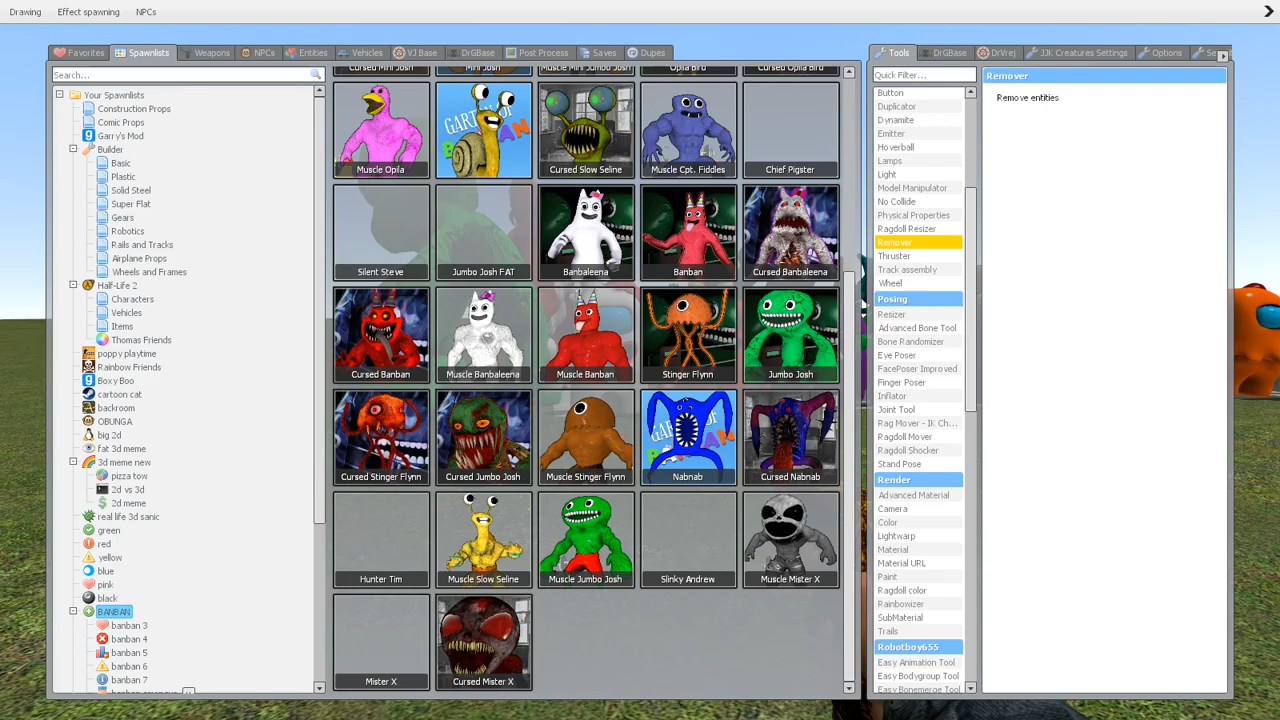 Drawing Effect spawning NPCs
Favorites Spawnlists Weapons NPCs Entities Vehicles VJ Base DrGBase Post Process Saves Dupes
Search...
Your Spawnlists
Construction Props
Comic Props
Garry's Mod
Builder
Basic
Plastic
Solid Steel
Super Flat
Gears
Robotics
Rails and Tracks
Airplane Props
Wheels and Frames
Half-Life 2
Characters
Vehicles
Items
Thomas Friends
poppy playtime
Rainbow Friends
Boxy Boo
cartoon cat
backroom
OBUNGA
big 2d
fat 3d meme
3d meme new
pizza tow
2d vs 3d
2d meme
real life 3d sanic
green
red
yellow
blue
pink
black
BANBAN
banban 3
banban 4
banban 5
banban 6
banban 7
Cursed Mini Josh Mini Josh Muscle Mini Jumbo Josh Opila Bird Cursed Opila Bird
Muscle Opila Cursed Slow Seline Muscle Cpt. Fiddles Chief Pigster
Silent Steve Jumbo Josh FAT Banbaleena Banban Cursed Banbaleena
Cursed Banban Muscle Banbaleena Muscle Banban Stinger Flynn Jumbo Josh
Cursed Stinger Flynn Cursed Jumbo Josh Muscle Stinger Flynn Nabnab Cursed Nabnab
Hunter Tim Muscle Slow Seline Muscle Jumbo Josh Slinky Andrew Muscle Mister X
Mister X Cursed Mister X
Tools DrGBase DrVrej JJK Creatures Settings Options Se
Quick Filter...
Button
Duplicator
Dynamite
Emitter
Hoverball
Lamps
Light
Model Manipulator
No Collide
Physical Properties
Ragdoll Resizer
Remover
Thruster
Track assembly
Wheel
Posing
Resizer
Advanced Bone Tool
Bone Randomizer
Eye Poser
FacePoser Improved
Finger Poser
Inflator
Joint Tool
Rag Mover - IK Ch...
Ragdoll Mover
Ragdoll Shocker
Stand Pose
Render
Advanced Material
Camera
Color
Lightwarp
Material
Material URL
Paint
Ragdoll color
Rainbowizer
SubMaterial
Trails
Robotboy655
Easy Animation Tool
Easy Bodygroup Tool
Easy Bonemerge Tool
Remover
Remove entities